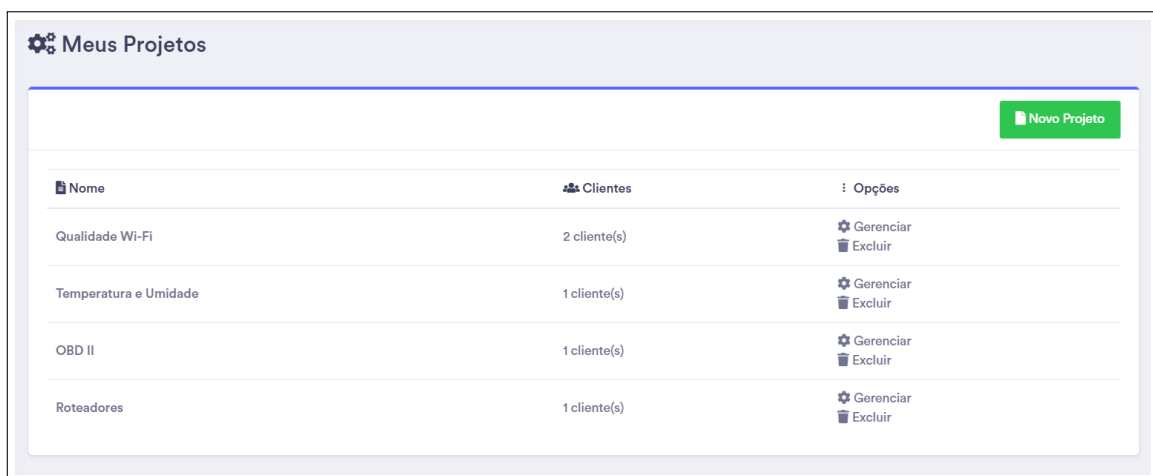 Meus Projetos
Novo Projeto
Nome Clientes Opções
Qualidade Wi-Fi 2 cliente(s) Gerenciar
Excluir
Temperatura e Umidade 1 cliente(s) Gerenciar
Excluir
OBD II 1 cliente(s) Gerenciar
Excluir
Roteadores 1 cliente(s) Gerenciar
Excluir